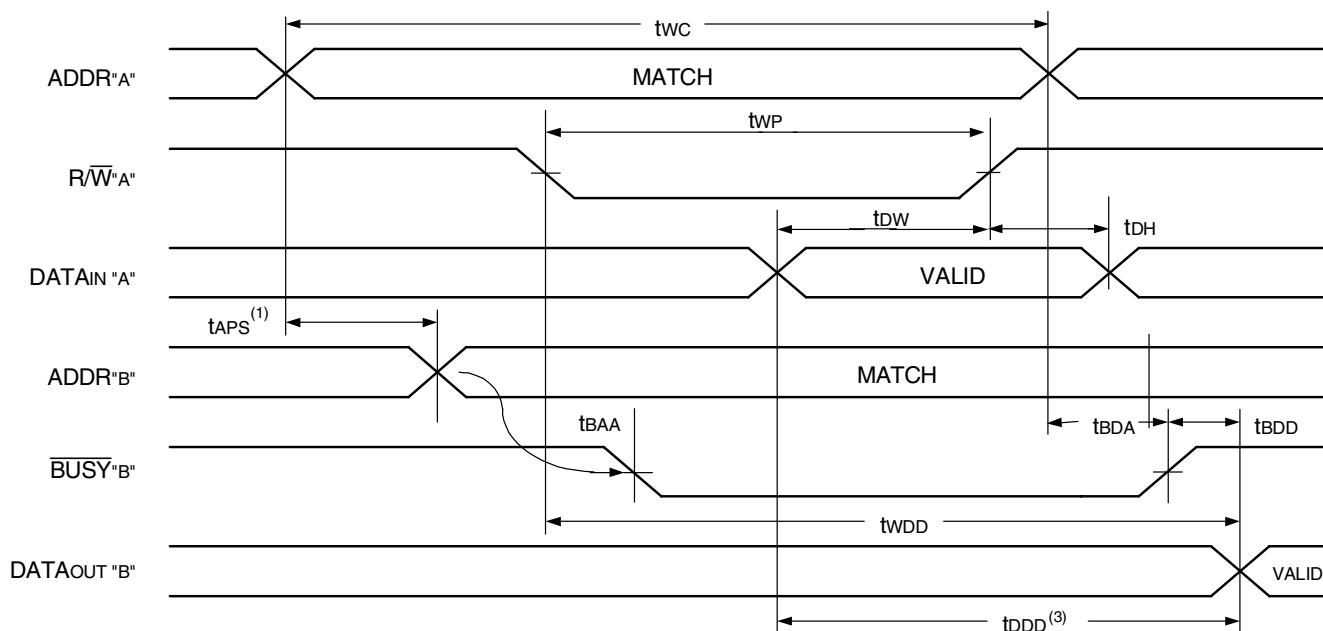 tWC
ADDR"A"
MATCH
tWP
R/W̅"A"
tDW
tDH
DATAIN "A"
VALID
tAPS(1)
ADDR"B"
MATCH
tBAA
tBDA
tBDD
B̅U̅S̅Y̅"B"
tWDD
DATAOUT "B"
VALID
tDDD(3)